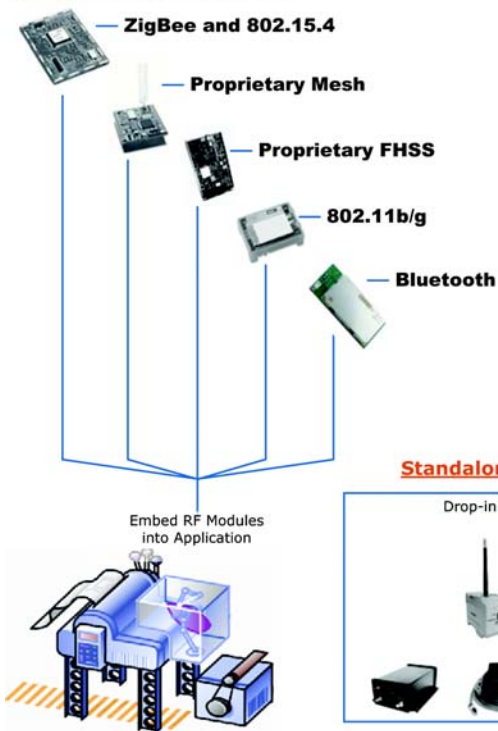 ZigBee and 802.15.4
Proprietary Mesh
Proprietary FHSS
802.11b/g
Bluetooth
Embed RF Modules
into Application
Drop-in